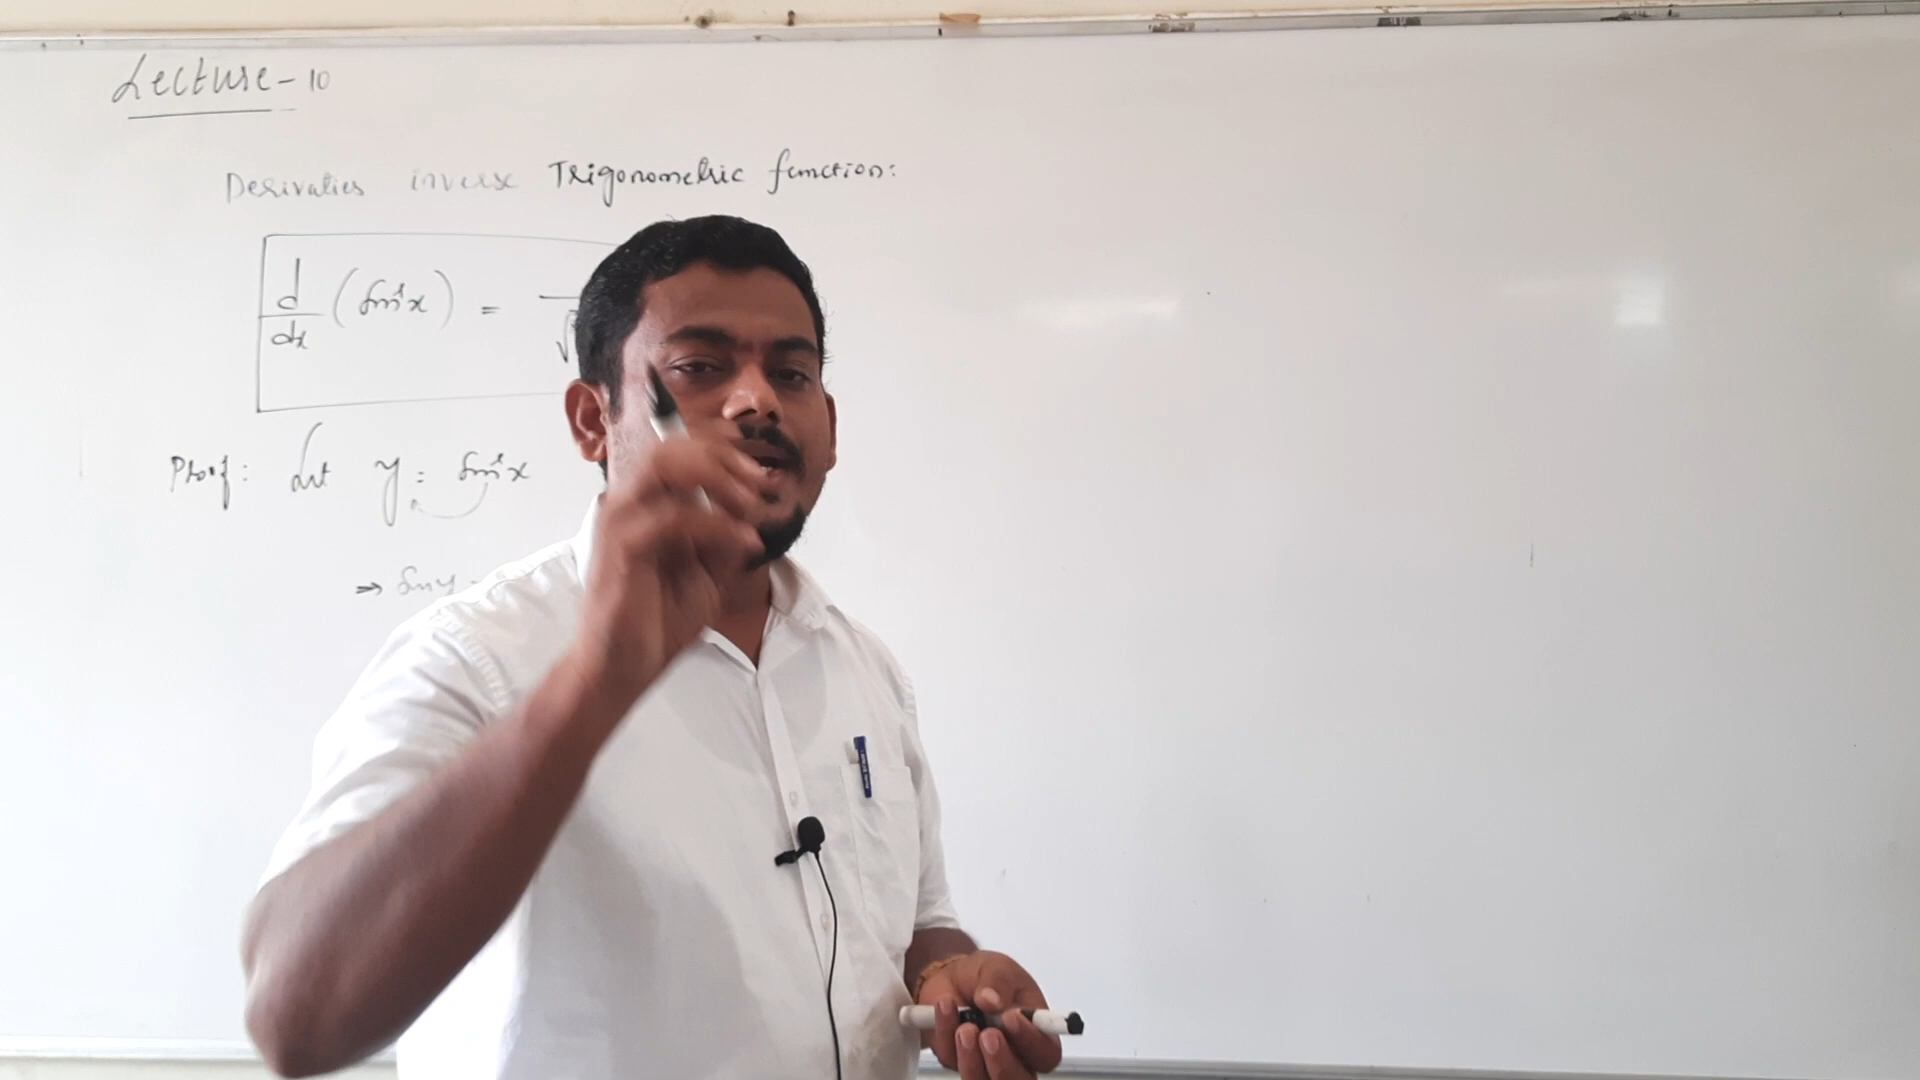 Lecture - 10
Derivaties inverse Trigonometric function:
d/dx (sin⁻¹x) = √
Proof: Let y = sin⁻¹x
⇒ sin y